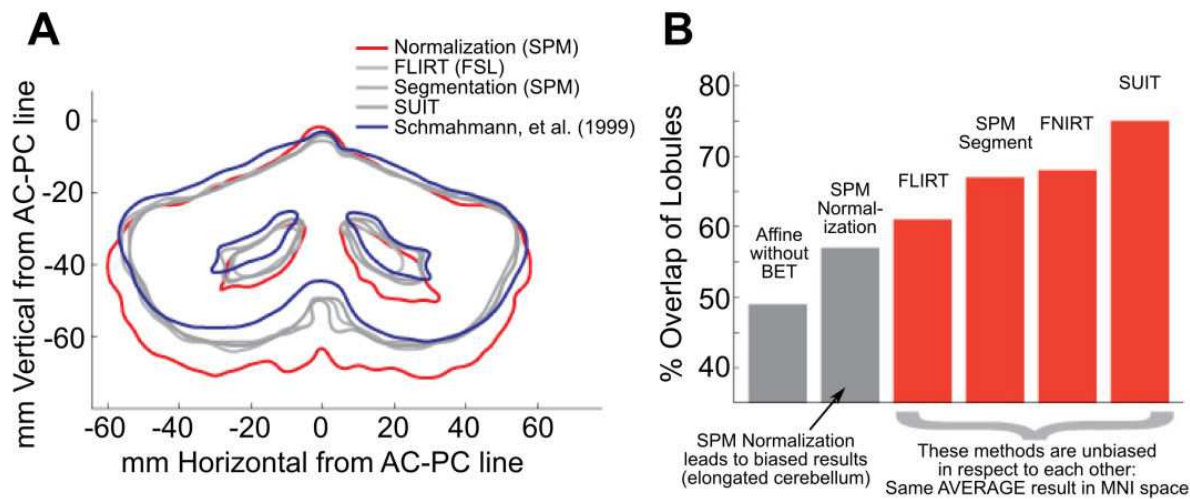 A
Normalization (SPM)
FLIRT (FSL)
Segmentation (SPM)
SUIT
Schmahmann, et al. (1999)
mm Vertical from AC-PC line
0
-20
-40
-60
-60 -40 -20 0 20 40 60
mm Horizontal from AC-PC line
B
% Overlap of Lobules
80
70
60
50
40
Affine
without
BET
SPM
Normal-
ization
FLIRT
SPM
Segment
FNIRT
SUIT
SPM Normalization
leads to biased results
(elongated cerebellum)
These methods are unbiased
in respect to each other:
Same AVERAGE result in MNI space